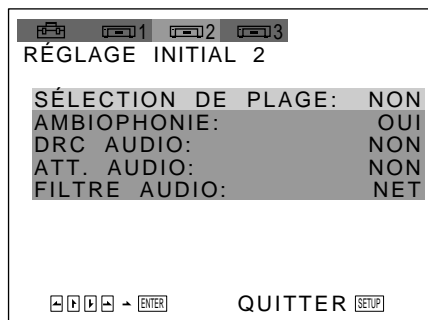 1 2 3
RÉGLAGE INITIAL 2
SÉLECTION DE PLAGE: NON
AMBIOPHONIE: OUI
DRC AUDIO: NON
ATT. AUDIO: NON
FILTRE AUDIO: NET
ENTER QUITTER SETUP